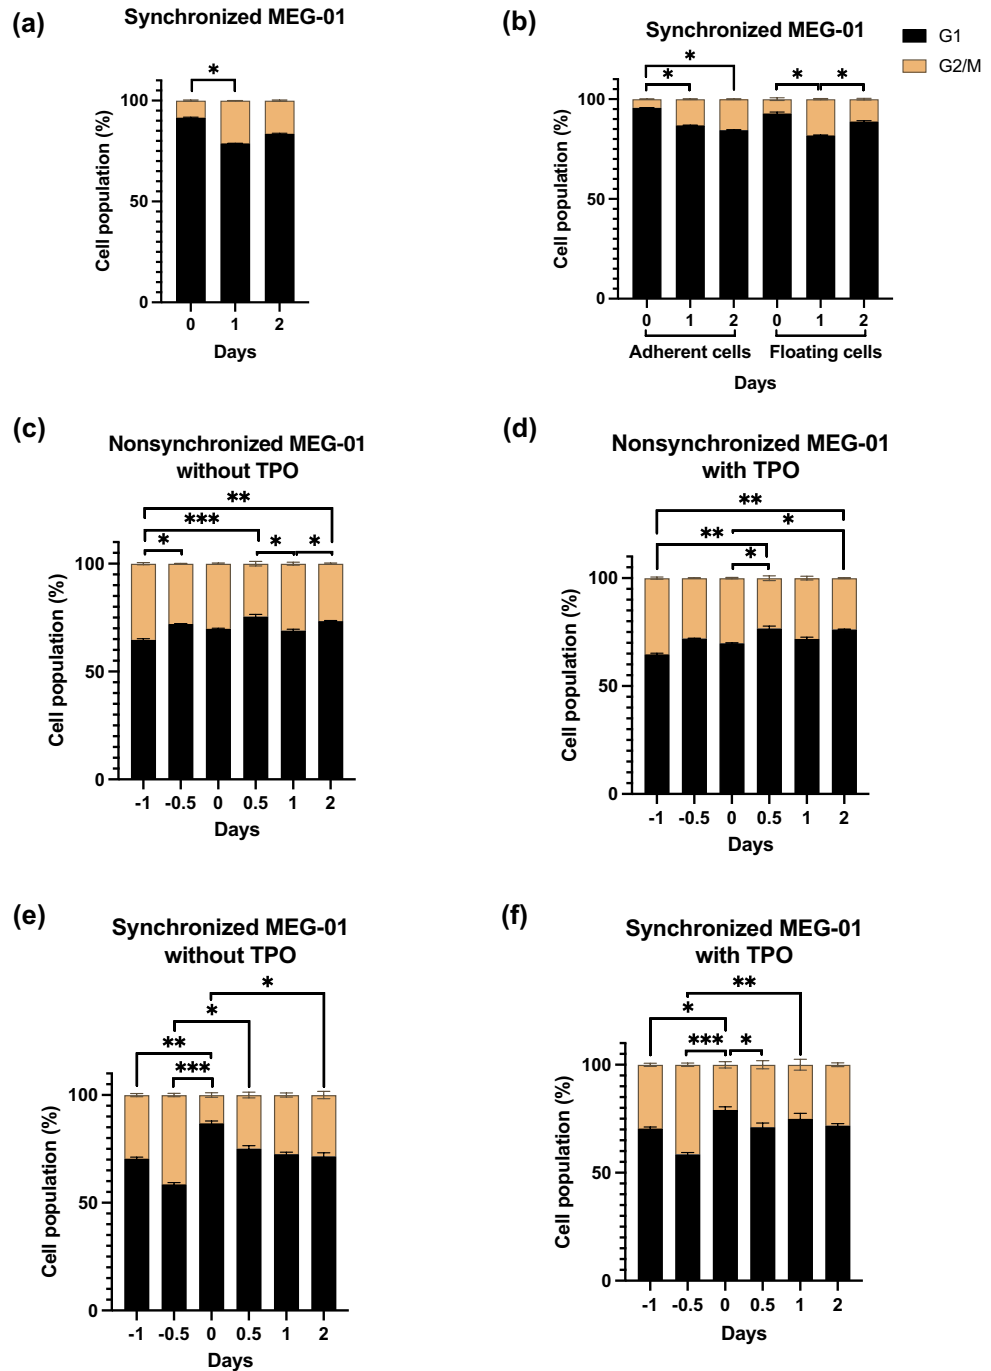 (a)
Synchronized MEG-01
*
Cell population (%)
100
50
0
0 1 2
Days
(b)
Synchronized MEG-01
G1
G2/M
*
* * *
Cell population (%)
100
50
0
0 1 2 0 1 2
Adherent cells Floating cells
Days
(c)
Nonsynchronized MEG-01
without TPO
**
***
* * *
Cell population (%)
100
50
0
-1 -0.5 0 0.5 1 2
Days
(d)
Nonsynchronized MEG-01
with TPO
**
*
**
*
Cell population (%)
100
50
0
-1 -0.5 0 0.5 1 2
Days
(e)
Synchronized MEG-01
without TPO
*
*
**
***
Cell population (%)
100
50
0
-1 -0.5 0 0.5 1 2
Days
(f)
Synchronized MEG-01
with TPO
**
*
*** *
Cell population (%)
100
50
0
-1 -0.5 0 0.5 1 2
Days